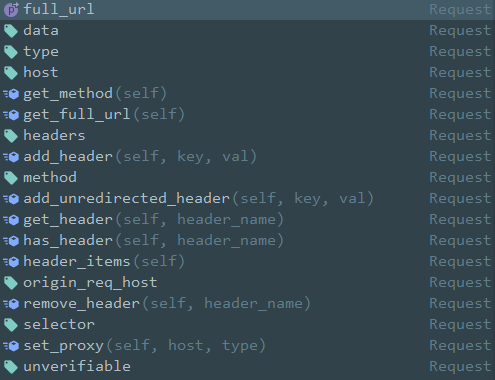 full_url Request
data Request
type Request
host Request
get_method(self) Request
get_full_url(self) Request
headers Request
add_header(self, key, val) Request
method Request
add_unredirected_header(self, key, val) Request
get_header(self, header_name) Request
has_header(self, header_name) Request
header_items(self) Request
origin_req_host Request
remove_header(self, header_name) Request
selector Request
set_proxy(self, host, type) Request
unverifiable Request